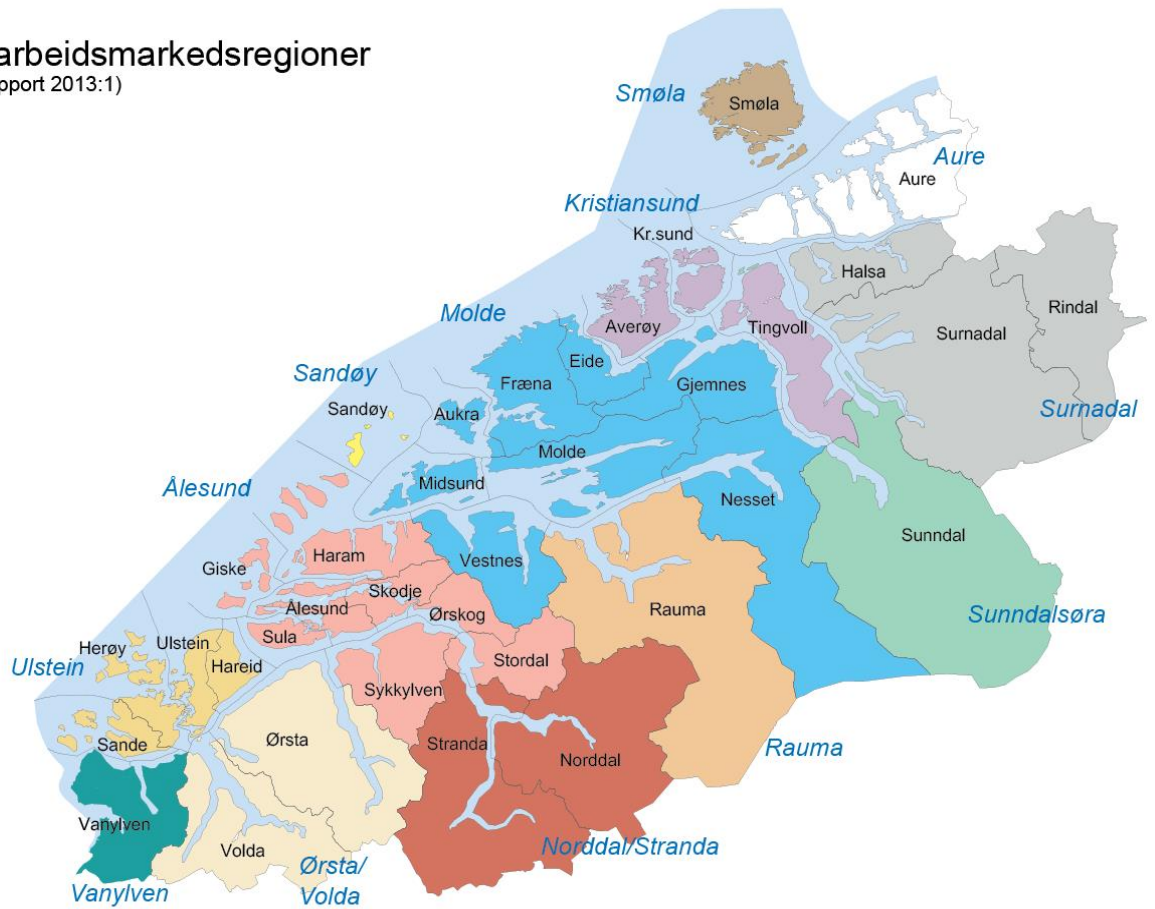 arbeidsmarkedsregioner
pport 2013:1)
Smøla
Smøla
Aure
Aure
Kristiansund
Kr.sund
Halsa
Rindal
Molde
Averøy
Tingvoll
Surnadal
Eide
Sandøy
Fræna
Gjemnes
Sandøy
Aukra
Surnadal
Molde
Ålesund
Midsund
Nesset
Sunndal
Haram
Vestnes
Giske
Skodje
Ålesund
Ørskog
Rauma
Sunndalsøra
Sula
Ulstein
Herøy
Hareid
Stordal
Ulstein
Sykkylven
Ørsta
Stranda
Sande
Norddal
Rauma
Vanylven
Volda
Norddal/Stranda
Ørsta/
Volda
Vanylven